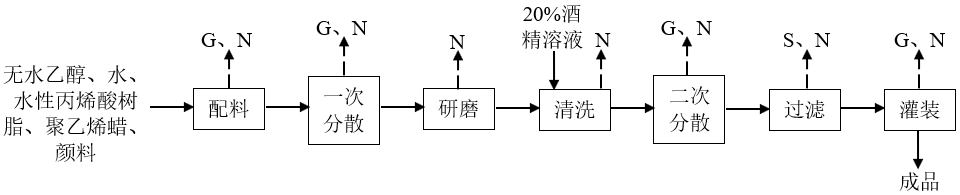 20%酒
精溶液
G、N
G、N
N
N
G、N
S、N
G、N
无水乙醇、水、
水性丙烯酸树
脂、聚乙烯蜡、
颜料
配料
一次
分散
研磨
清洗
二次
分散
过滤
灌装
成品